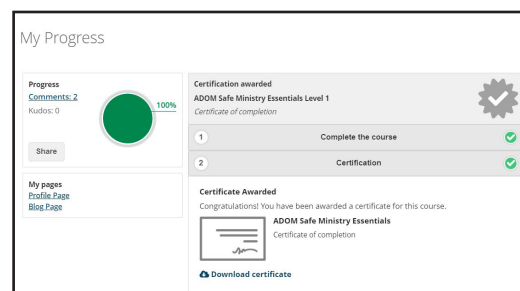 My Progress
Progress
Comments: 2
Kudos: 0
100%
Share
My pages
Profile Page
Blog Page
Certification awarded
ADOM Safe Ministry Essentials Level 1
Certificate of completion
1 Complete the course
2 Certification
Certificate Awarded
Congratulations! You have been awarded a certificate for this course.
ADOM Safe Ministry Essentials
Certificate of completion
Download certificate